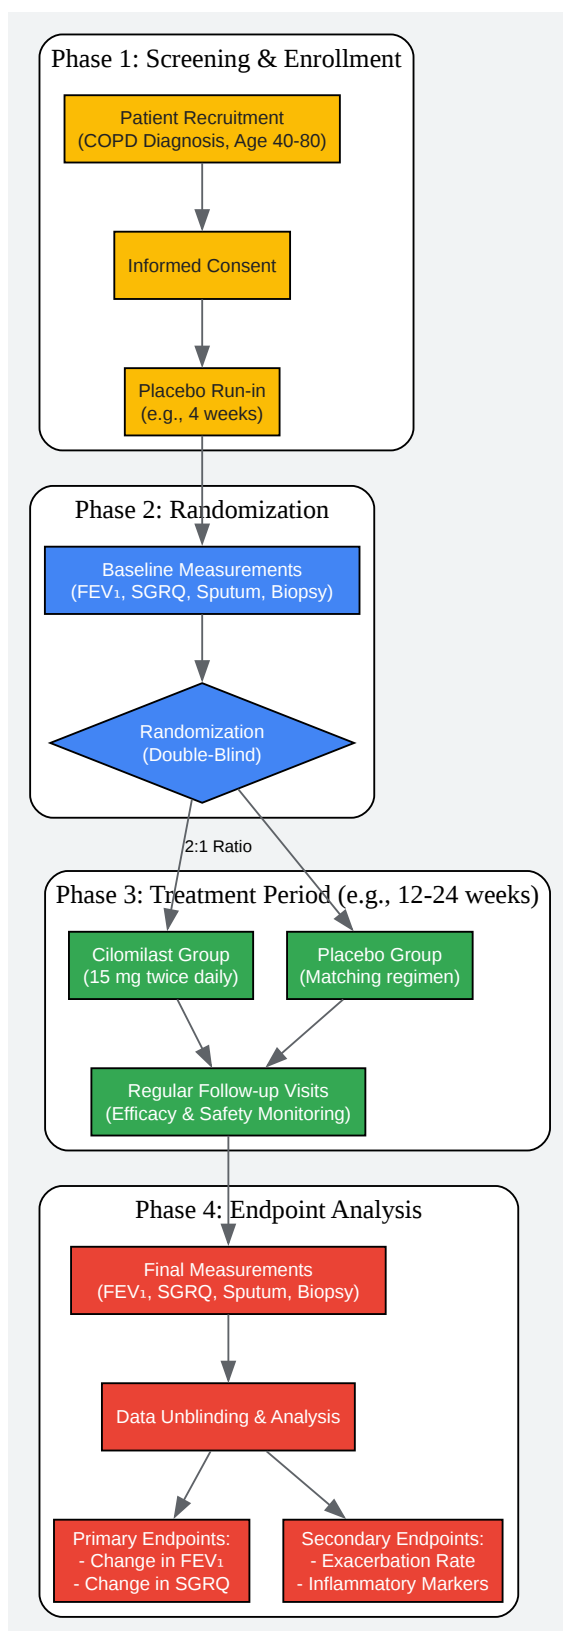 Phase 1: Screening & Enrollment
Patient Recruitment
(COPD Diagnosis, Age 40-80)
Informed Consent
Placebo Run-in
(e.g., 4 weeks)
Phase 2: Randomization
Baseline Measurements
(FEV₁, SGRQ, Sputum, Biopsy)
Randomization
(Double-Blind)
2:1 Ratio
Phase 3: Treatment Period (e.g., 12-24 weeks)
Cilomilast Group
(15 mg twice daily)
Placebo Group
(Matching regimen)
Regular Follow-up Visits
(Efficacy & Safety Monitoring)
Phase 4: Endpoint Analysis
Final Measurements
(FEV₁, SGRQ, Sputum, Biopsy)
Data Unblinding & Analysis
Primary Endpoints:
- Change in FEV₁
- Change in SGRQ
Secondary Endpoints:
- Exacerbation Rate
- Inflammatory Markers